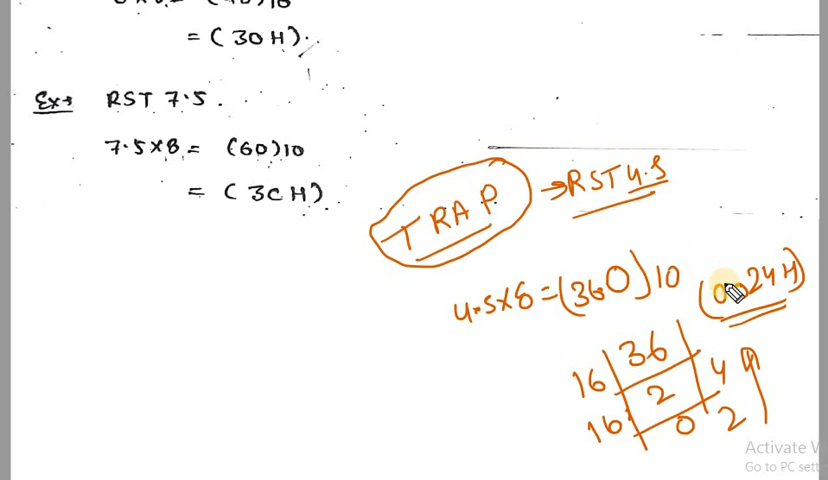 = (30H).
Ex→ RST 7.5.
7.5×8 = (60)10
= (3CH)
TRAP → RST 4.5
4.5×8 = (36.0)10 (0024H)
16 36
16 2 4
0 2
Activate W
Go to PC sett